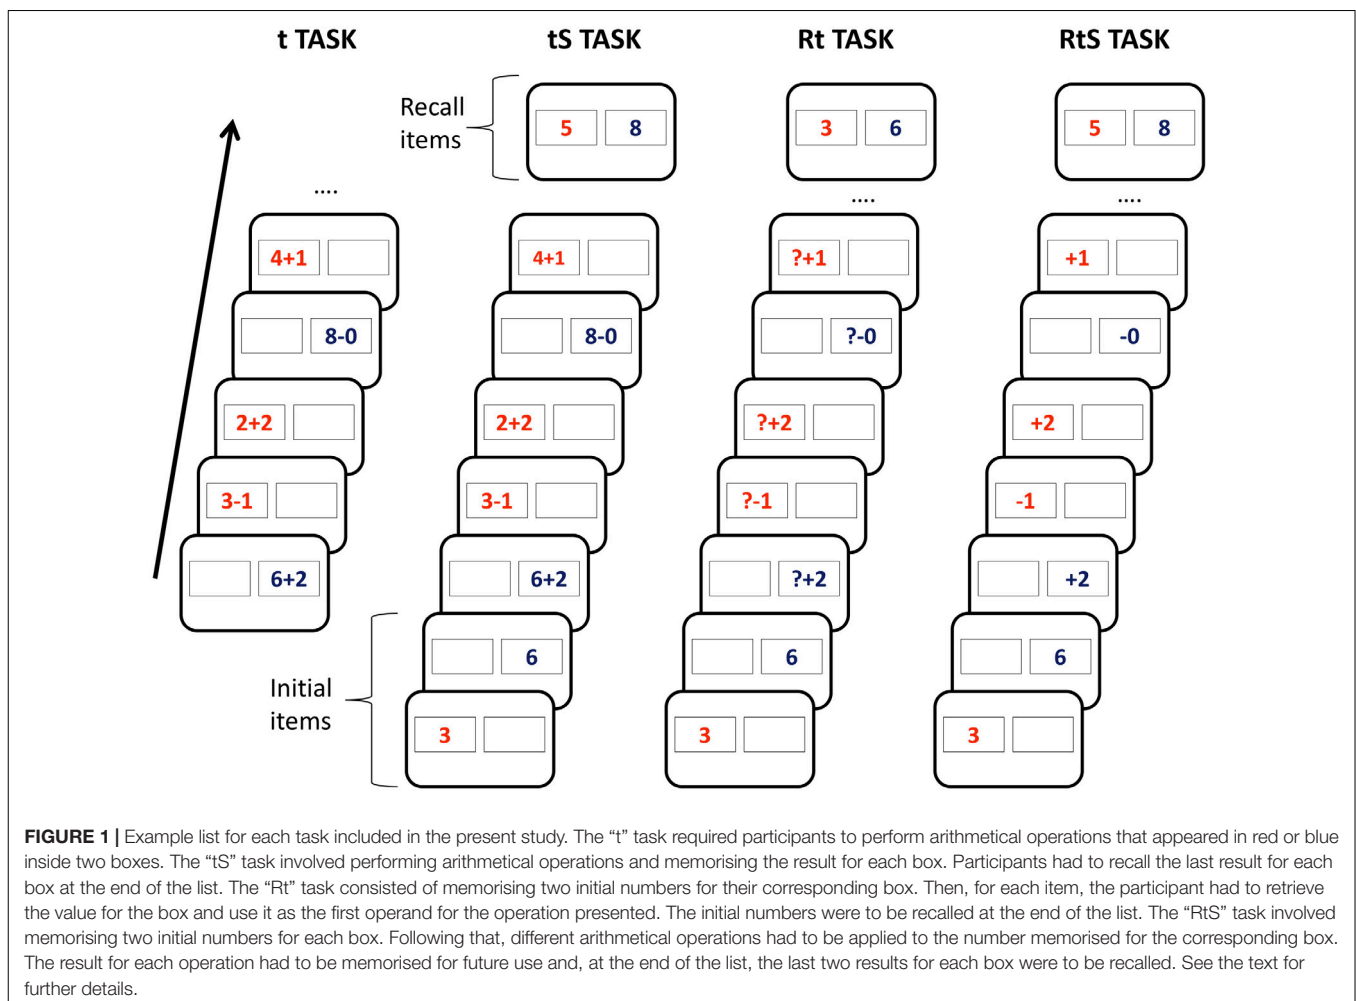 t TASK
tS TASK
Rt TASK
RtS TASK
Recall
items
5 8
3 6
5 8
....
....
....
4+1
4+1
?+1
+1
8-0
8-0
?-0
-0
2+2
2+2
?+2
+2
3-1
3-1
?-1
-1
6+2
6+2
?+2
+2
Initial
items
6
6
6
3
3
3
FIGURE 1 | Example list for each task included in the present study. The “t” task required participants to perform arithmetical operations that appeared in red or blue
inside two boxes. The “tS” task involved performing arithmetical operations and memorising the result for each box. Participants had to recall the last result for each
box at the end of the list. The “Rt” task consisted of memorising two initial numbers for their corresponding box. Then, for each item, the participant had to retrieve
the value for the box and use it as the first operand for the operation presented. The initial numbers were to be recalled at the end of the list. The “RtS” task involved
memorising two initial numbers for each box. Following that, different arithmetical operations had to be applied to the number memorised for the corresponding box.
The result for each operation had to be memorised for future use and, at the end of the list, the last two results for each box were to be recalled. See the text for
further details.